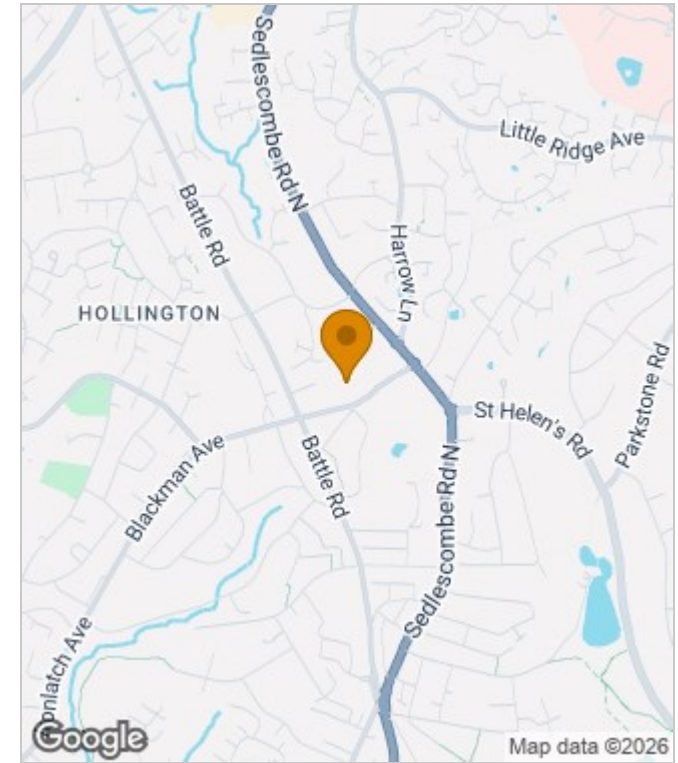 Sedlescombe Rd N
Little Ridge Ave
Battle Rd
Harrow Ln
HOLLINGTON
Parkstone Rd
St Helen's Rd
Blackman Ave
Battle Rd
Sedlescombe Rd N
Google
Map data ©2026